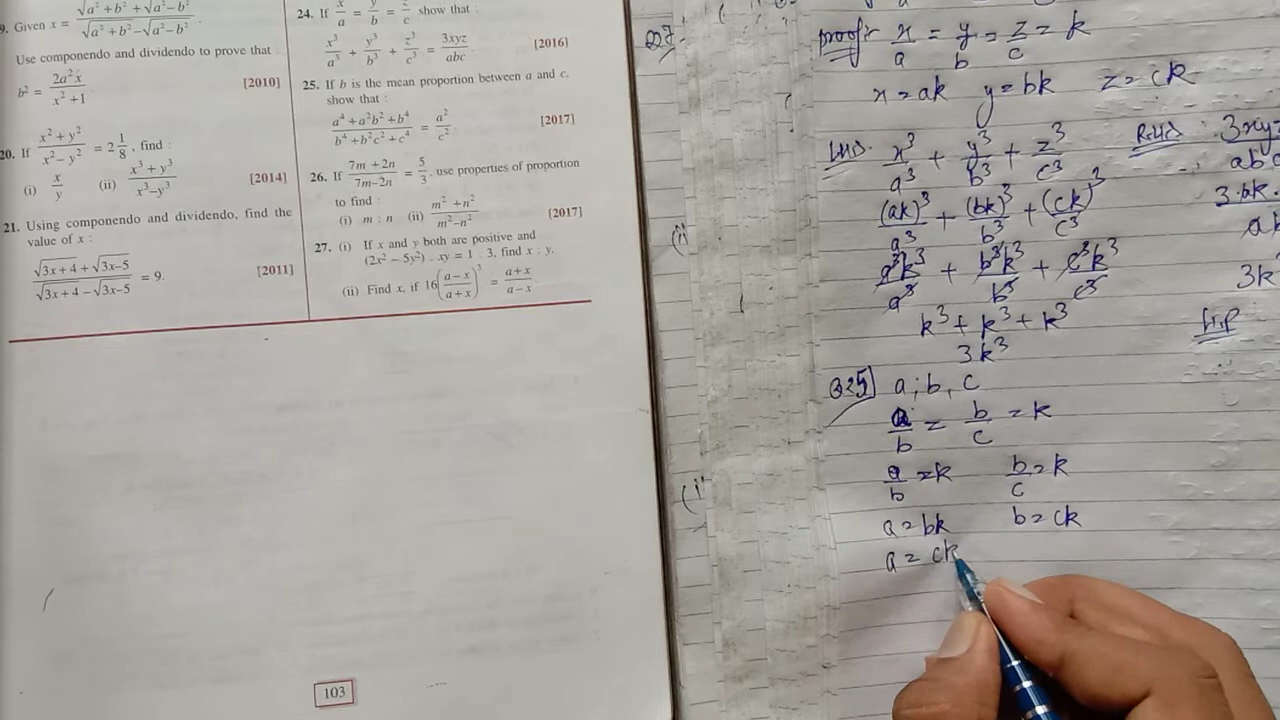 9. Given x = (√(a² + b²) + √(a² − b²)) / (√(a² + b²) − √(a² − b²)).
Use componendo and dividendo to prove that :
b² = 2a²x / (x² + 1) [2010]
20. If (x² + y²) / (x² − y²) = 2 1/8, find :
(i) x/y (ii) (x³ + y³) / (x³ − y³) [2014]
21. Using componendo and dividendo, find the
value of x :
(√(3x + 4) + √(3x−5)) / (√(3x + 4) − √(3x−5)) = 9. [2011]
24. If x/a = y/b = z/c show that :
x³/a³ + y³/b³ + z³/c³ = 3xyz/abc [2016]
25. If b is the mean proportion between a and c,
show that :
(a⁴ + a²b² + b⁴) / (b⁴ + b²c² + c⁴) = a²/c² [2017]
26. If (7m + 2n) / (7m − 2n) = 5/3, use properties of proportion
to find :
(i) m : n (ii) (m² + n²) / (m² − n²) [2017]
27. (i) If x and y both are positive and
(2x² − 5y²) : xy = 1 : 3, find x : y.
(ii) Find x, if 16((a − x)/(a + x))³ = (a + x)/(a − x)
103
x/a = y/b = z/c = k
x = ak y = bk z = ck
x³/a³ + y³/b³ + z³/c³
(ak)³/a³ + (bk)³/b³ + (ck)³/c³
a³k³/a³ + b³k³/b³ + c³k³/c³
k³ + k³ + k³
3k³
Q25] a, b, c
a/b = b/c = k
a/b = k b/c = k
a = bk b = ck
a = ck